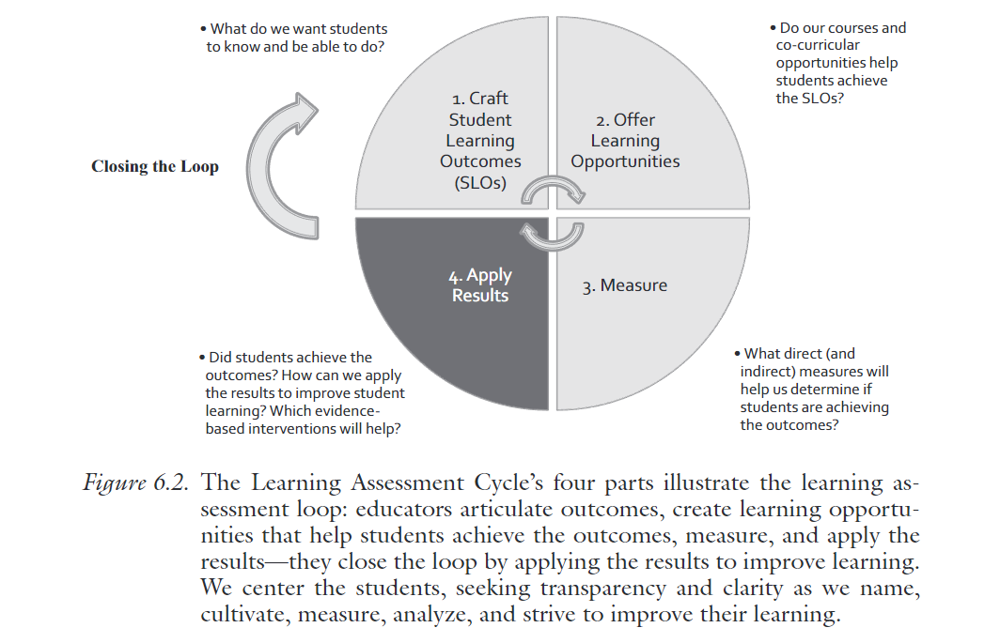 • What do we want students
to know and be able to do?
• Do our courses and
co-curricular
opportunities help
students achieve
the SLOs?
1. Craft
Student
Learning
Outcomes
(SLOs)
2. Offer
Learning
Opportunities
Closing the Loop
4. Apply
Results
3. Measure
• Did students achieve the
outcomes? How can we apply
the results to improve student
learning? Which evidence-
based interventions will help?
• What direct (and
indirect) measures will
help us determine if
students are achieving
the outcomes?
Figure 6.2. The Learning Assessment Cycle’s four parts illustrate the learning as-
sessment loop: educators articulate outcomes, create learning opportu-
nities that help students achieve the outcomes, measure, and apply the
results—they close the loop by applying the results to improve learning.
We center the students, seeking transparency and clarity as we name,
cultivate, measure, analyze, and strive to improve their learning.